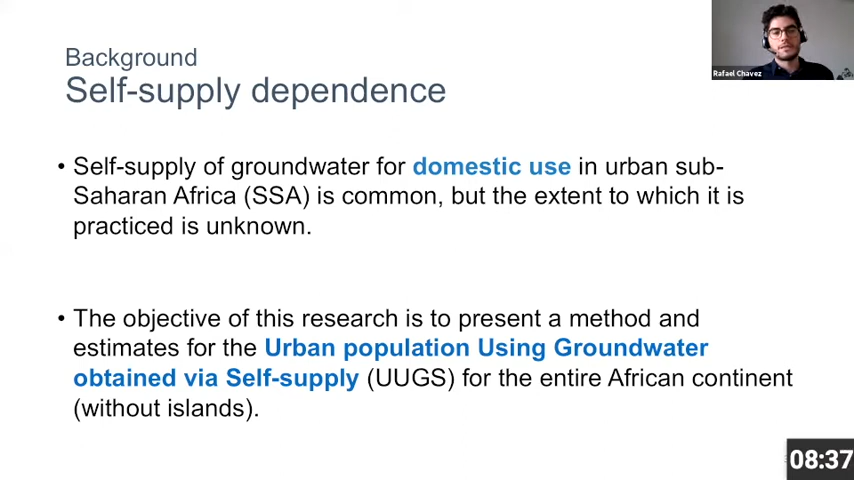 Background
Self-supply dependence
• Self-supply of groundwater for domestic use in urban sub-
Saharan Africa (SSA) is common, but the extent to which it is
practiced is unknown.
• The objective of this research is to present a method and
estimates for the Urban population Using Groundwater
obtained via Self-supply (UUGS) for the entire African continent
(without islands).
Rafael Chavez
08:37